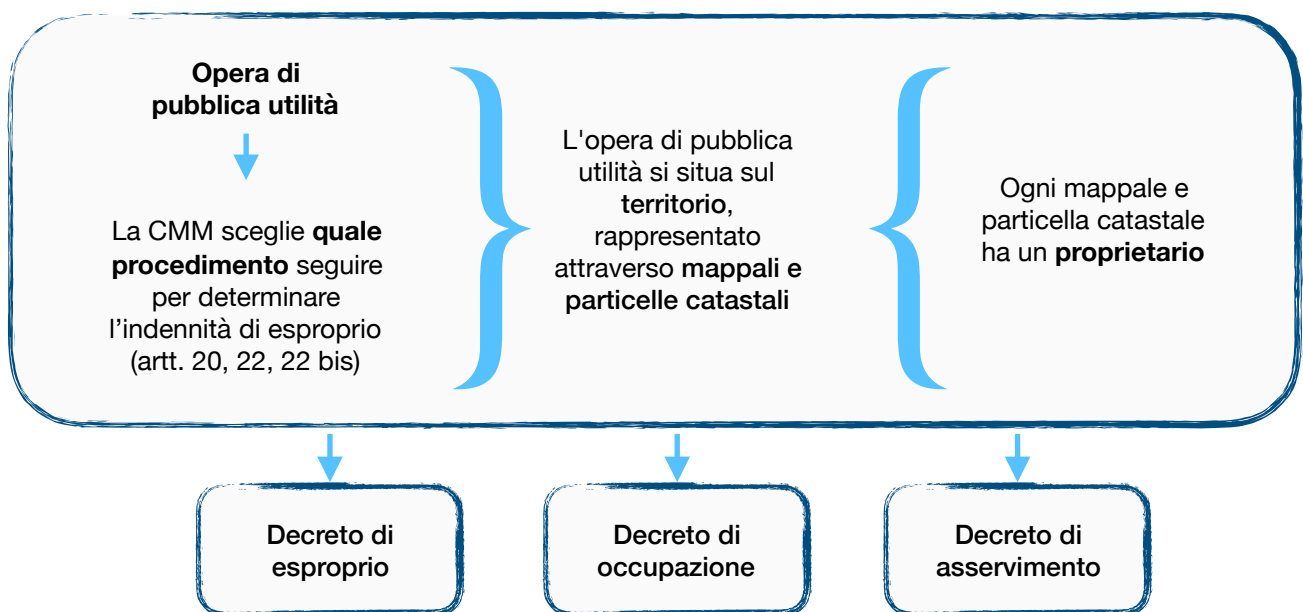 Opera di
pubblica utilità
La CMM sceglie quale
procedimento seguire
per determinare
l’indennità di esproprio
(artt. 20, 22, 22 bis)
L'opera di pubblica
utilità si situa sul
territorio,
rappresentato
attraverso mappali e
particelle catastali
Ogni mappale e
particella catastale
ha un proprietario
Decreto di
esproprio
Decreto di
occupazione
Decreto di
asservimento